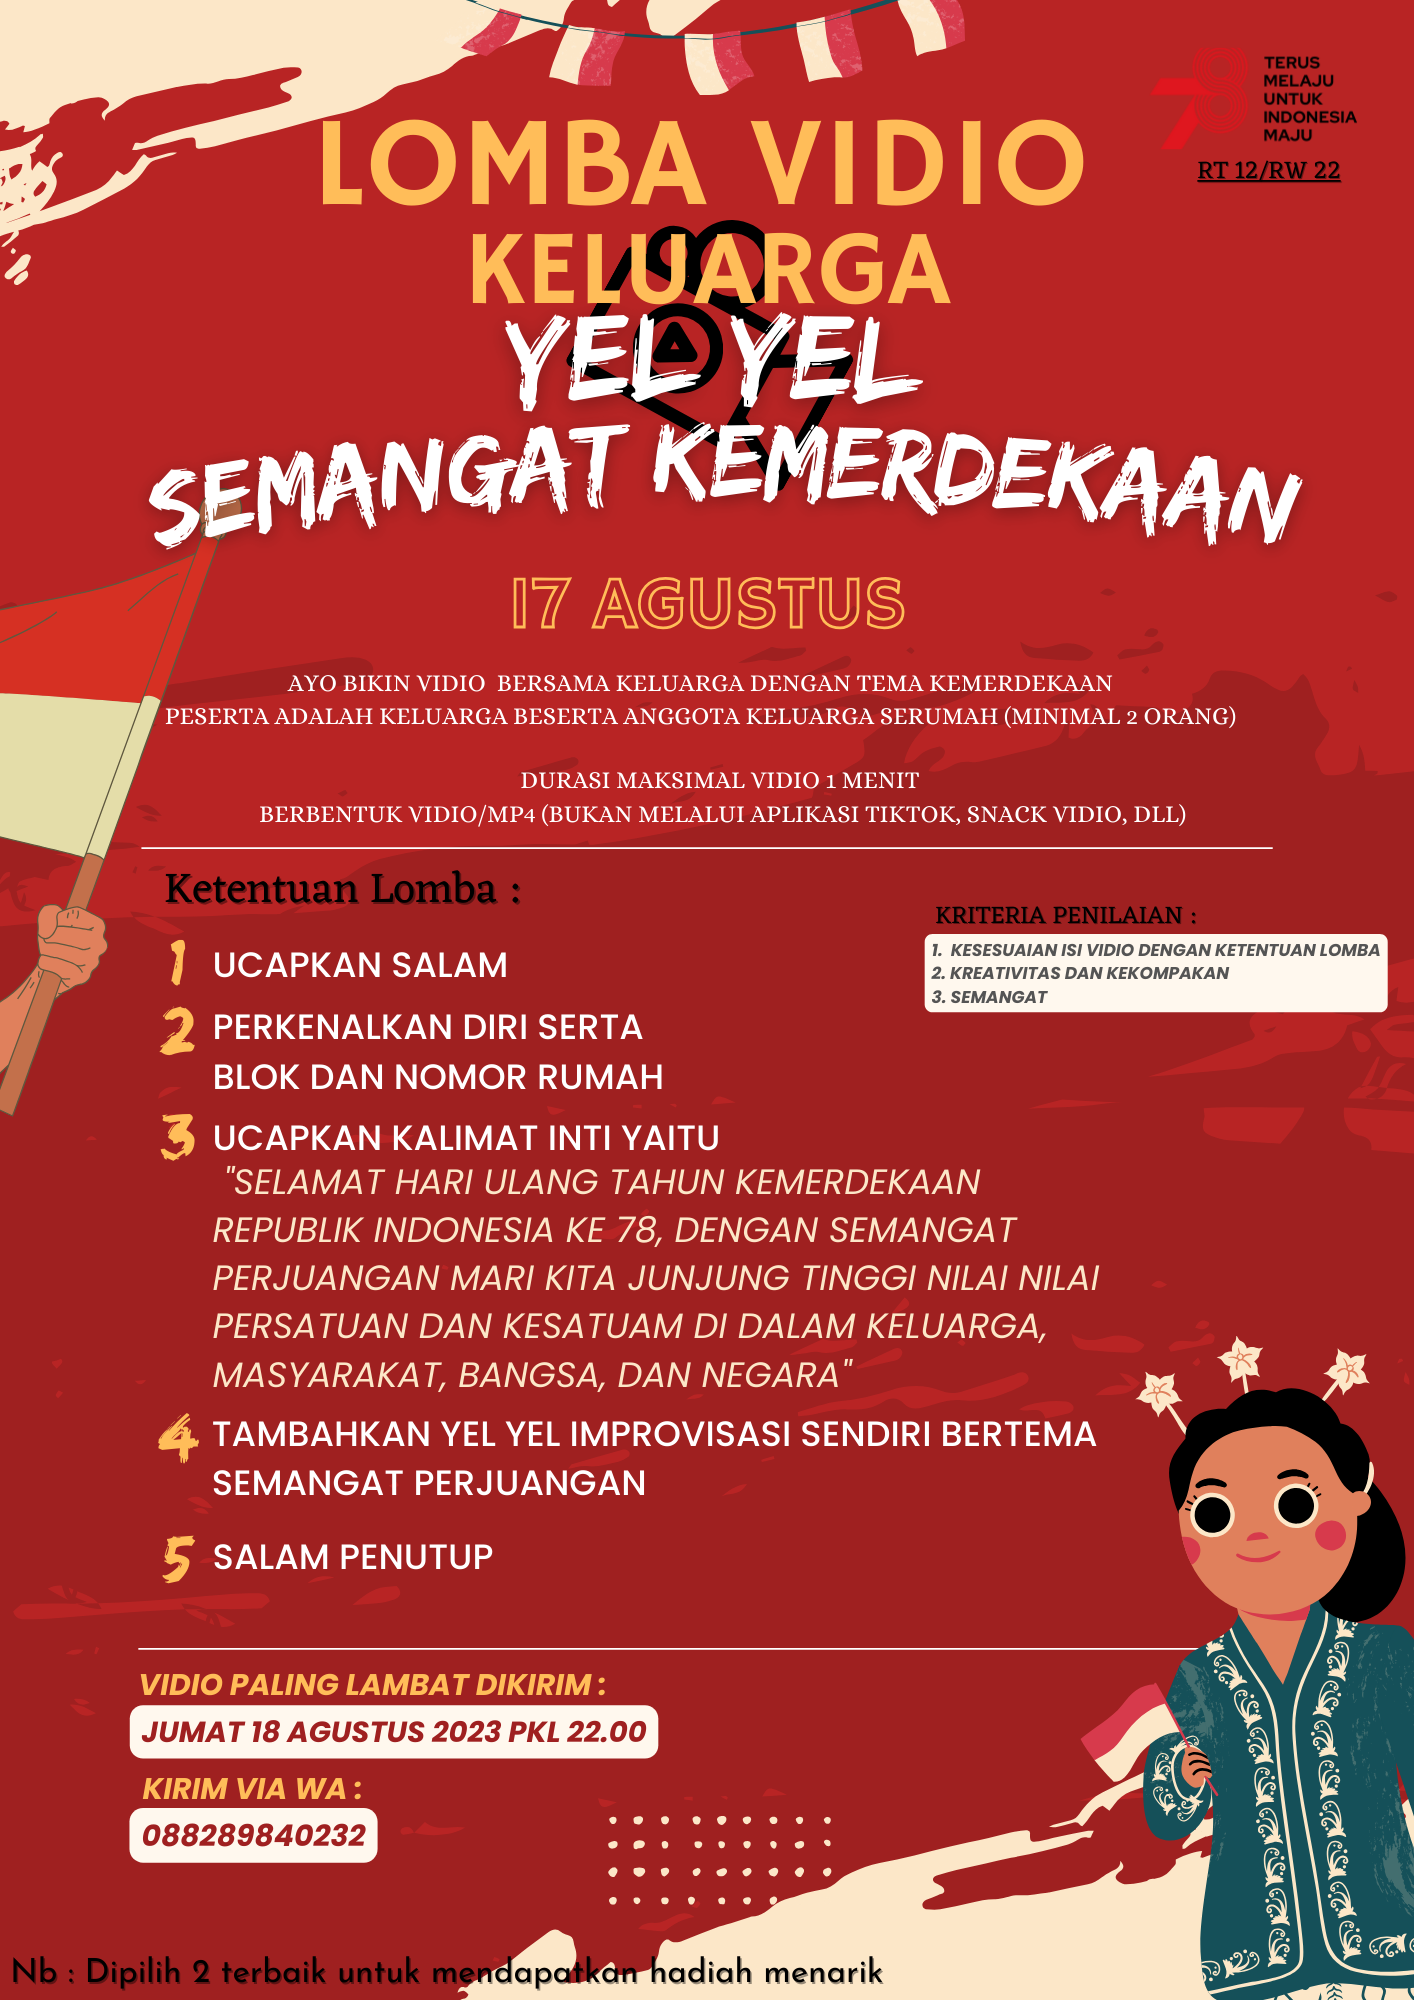 TERUS
MELAJU
UNTUK
INDONESIA
MAJU
78
RT 12/RW 22
LOMBA VIDIO
KELUARGA
YEL YEL
SEMANGAT KEMERDEKAAN
17 AGUSTUS
AYO BIKIN VIDIO BERSAMA KELUARGA DENGAN TEMA KEMERDEKAAN
PESERTA ADALAH KELUARGA BESERTA ANGGOTA KELUARGA SERUMAH (MINIMAL 2 ORANG)
DURASI MAKSIMAL VIDIO 1 MENIT
BERBENTUK VIDIO/MP4 (BUKAN MELALUI APLIKASI TIKTOK, SNACK VIDIO, DLL)
Ketentuan Lomba :
1 UCAPKAN SALAM
2 PERKENALKAN DIRI SERTA
BLOK DAN NOMOR RUMAH
3 UCAPKAN KALIMAT INTI YAITU
"SELAMAT HARI ULANG TAHUN KEMERDEKAAN
REPUBLIK INDONESIA KE 78, DENGAN SEMANGAT
PERJUANGAN MARI KITA JUNJUNG TINGGI NILAI NILAI
PERSATUAN DAN KESATUAM DI DALAM KELUARGA,
MASYARAKAT, BANGSA, DAN NEGARA"
4 TAMBAHKAN YEL YEL IMPROVISASI SENDIRI BERTEMA
SEMANGAT PERJUANGAN
5 SALAM PENUTUP
KRITERIA PENILAIAN :
1. KESESUAIAN ISI VIDIO DENGAN KETENTUAN LOMBA
2. KREATIVITAS DAN KEKOMPAKAN
3. SEMANGAT
VIDIO PALING LAMBAT DIKIRIM :
JUMAT 18 AGUSTUS 2023 PKL 22.00
KIRIM VIA WA :
088289840232
Nb : Dipilih 2 terbaik untuk mendapatkan hadiah menarik